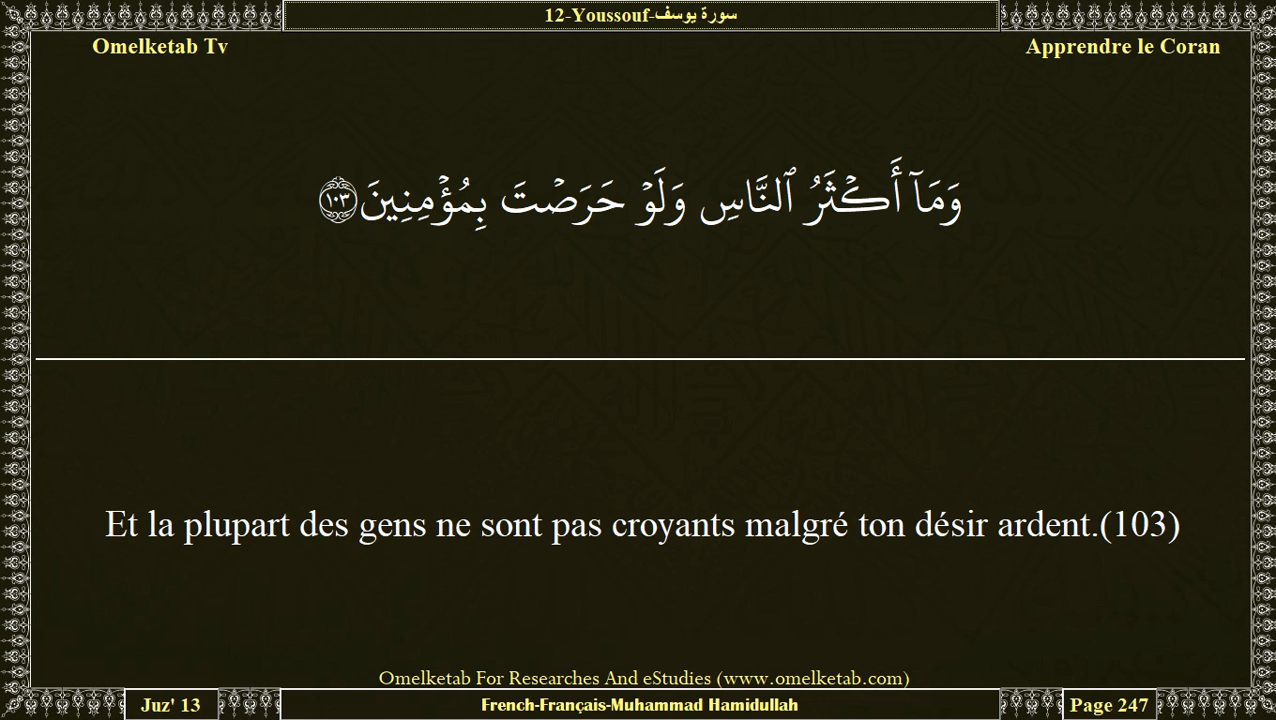 12-Youssouf-سورة يوسف
Omelketab Tv
Apprendre le Coran
وَمَآ أَكۡثَرُ ٱلنَّاسِ وَلَوۡ حَرَصۡتَ بِمُؤۡمِنِينَ ١٠٣
Et la plupart des gens ne sont pas croyants malgré ton désir ardent.(103)
Omelketab For Researches And eStudies (www.omelketab.com)
Juz' 13
French-Français-Muhammad Hamidullah
Page 247